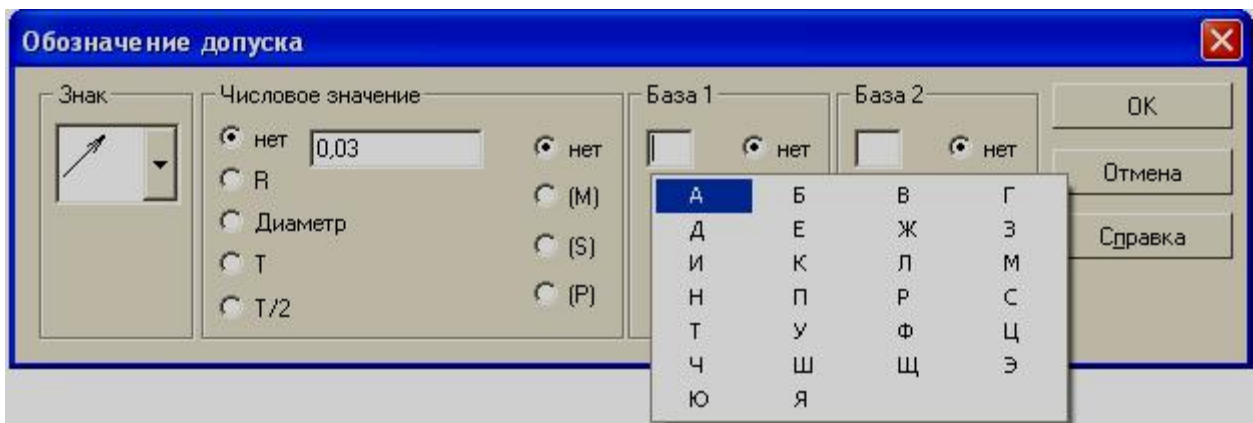 Обозначение допуска
Знак
Числовое значение
База 1
База 2
нет
R
Диаметр
T
T/2
0,03
нет
(M)
(S)
(P)
нет
нет
OK
Отмена
Справка
А Б В Г
Д Е Ж З
И К Л М
Н П Р С
Т У Ф Ц
Ч Ш Щ Э
Ю Я